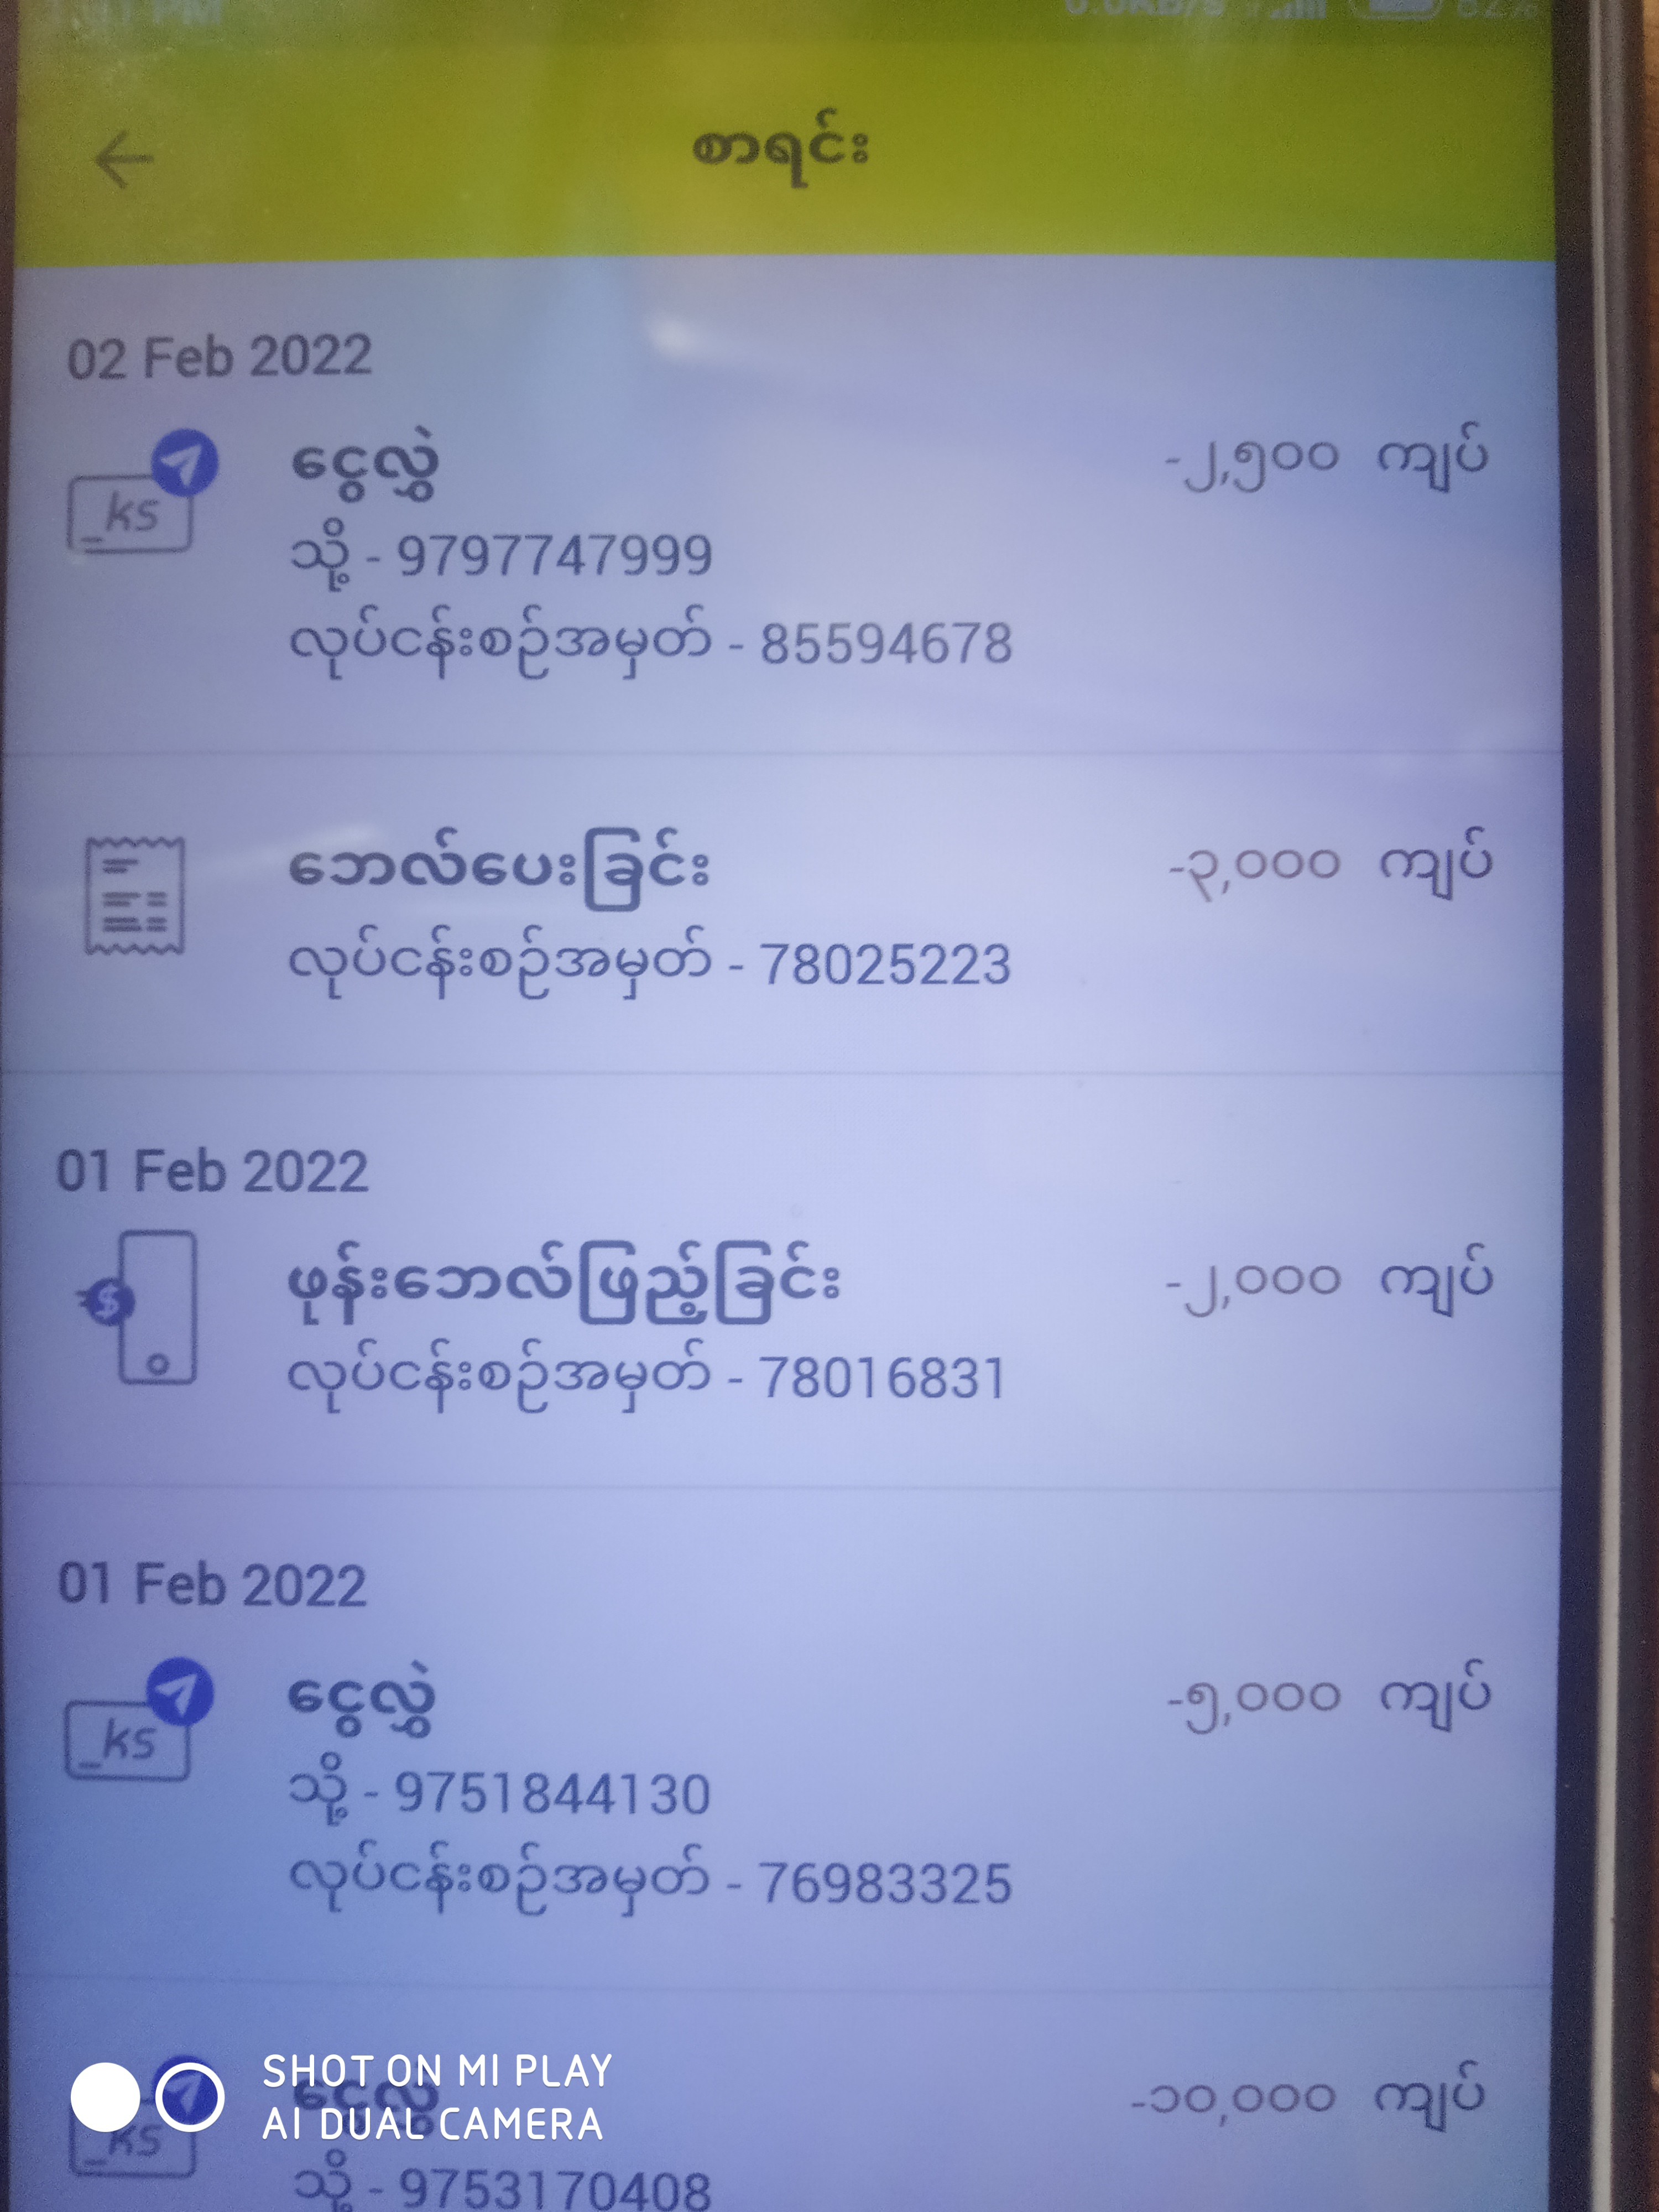 စာရင်း
02 Feb 2022
ငွေလွှဲ
-၂,၅၀၀ ကျပ်
_ks
သို့ - 9797747999
လုပ်ငန်းစဉ်အမှတ် - 85594678
ဘေလ်ပေးခြင်း
-၃,၀၀၀ ကျပ်
လုပ်ငန်းစဉ်အမှတ် - 78025223
01 Feb 2022
ဖုန်းဘေလ်ဖြည့်ခြင်း
-၂,၀၀၀ ကျပ်
$
လုပ်ငန်းစဉ်အမှတ် - 78016831
01 Feb 2022
ငွေလွှဲ
-၅,၀၀၀ ကျပ်
_ks
သို့ - 9751844130
လုပ်ငန်းစဉ်အမှတ် - 76983325
SHOT ON MI PLAY
ငွေလွှဲ
-၁၀,၀၀၀ ကျပ်
AI DUAL CAMERA
_ks
သို့ - 9753170408